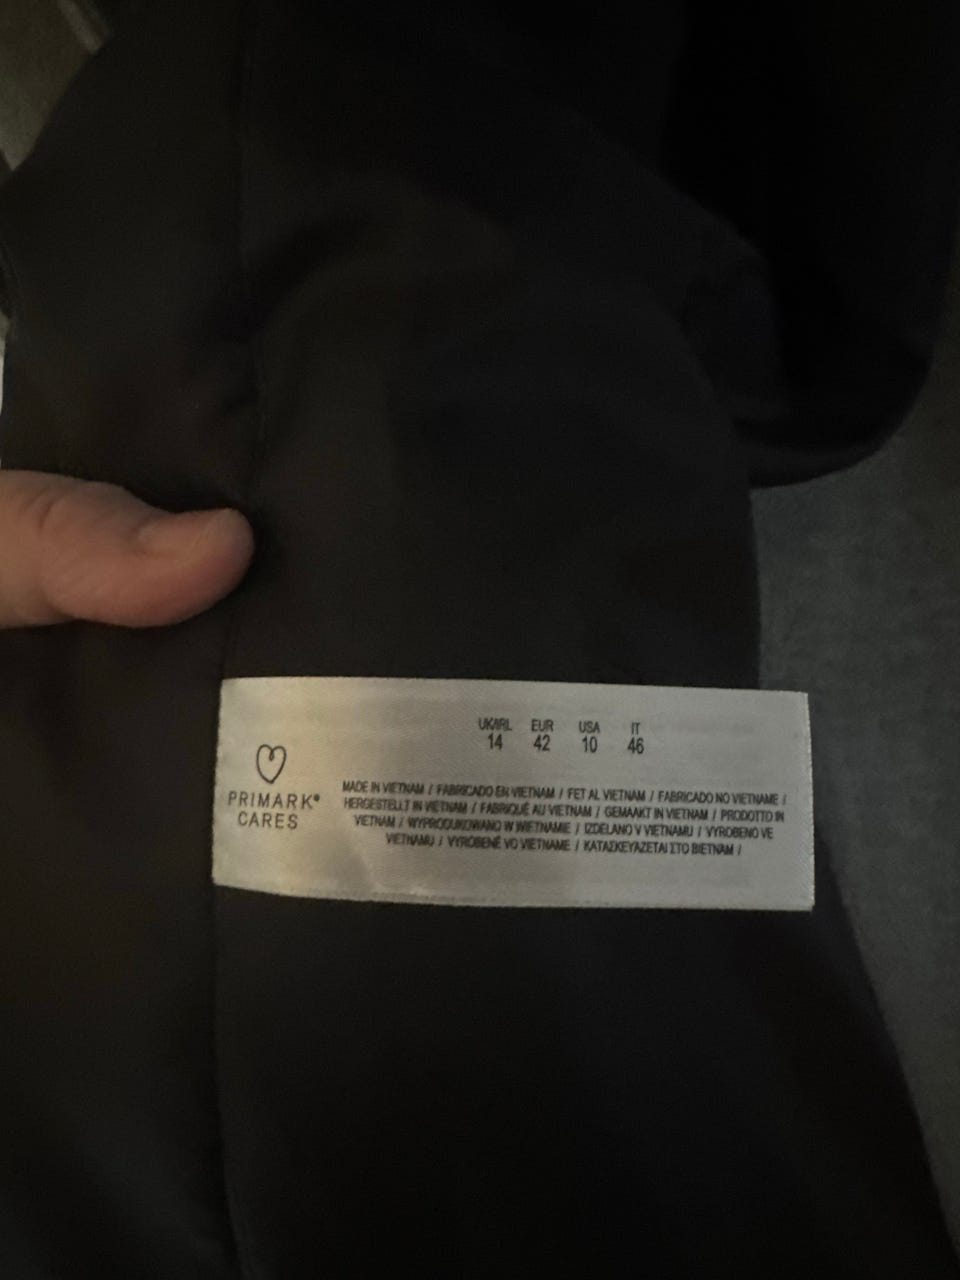 UK/IRL EUR USA IT
14 42 10 46
PRIMARK®
CARES
MADE IN VIETNAM / FABRICADO EN VIETNAM / FET AL VIETNAM / FABRICADO NO VIETNAME /
HERGESTELLT IN VIETNAM / FABRIQUÉ AU VIETNAM / GEMAAKT IN VIETNAM / PRODOTTO IN
VIETNAM / WYPRODUKOWANO W WIETNAMIE / IZDELANO V VIETNAMU / VYROBENO VE
VIETNAMU / VYROBENÉ VO VIETNAME / ΚΑΤΑΣΚΕΥΑΖΕΤΑΙ ΣΤΟ ΒΙΕΤΝΑΜ /